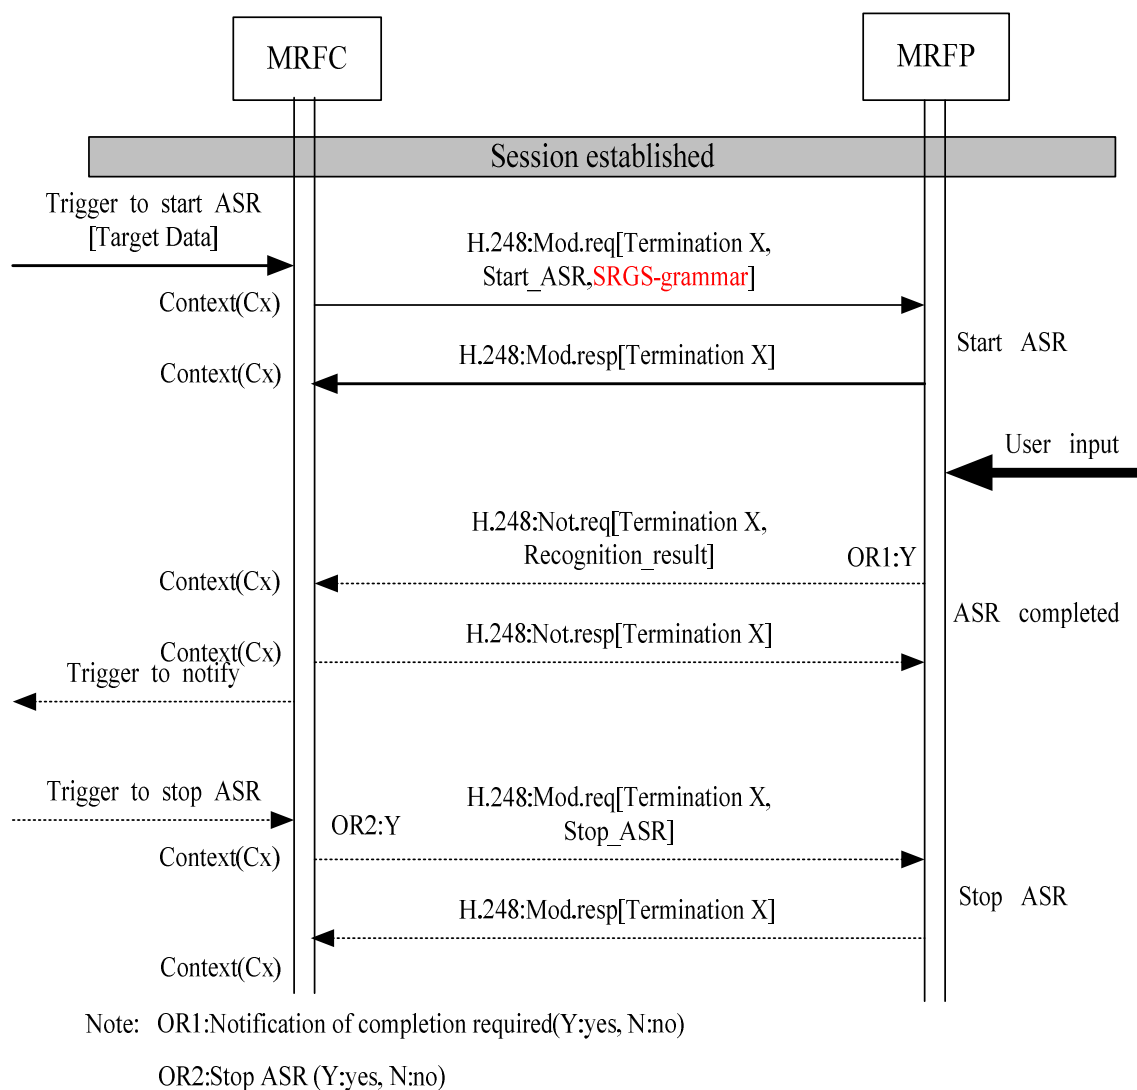 MRFC
MRFP
Session established
Trigger to start ASR
[Target Data]
H.248:Mod.req[Termination X,
Start_ASR,SRGS-grammar]
Context(Cx)
Start ASR
H.248:Mod.resp[Termination X]
Context(Cx)
User input
H.248:Not.req[Termination X,
Recognition_result]
OR1:Y
Context(Cx)
ASR completed
H.248:Not.resp[Termination X]
Context(Cx)
Trigger to notify
Trigger to stop ASR
H.248:Mod.req[Termination X,
Stop_ASR]
OR2:Y
Context(Cx)
Stop ASR
H.248:Mod.resp[Termination X]
Context(Cx)
Note: OR1:Notification of completion required(Y:yes, N:no)
OR2:Stop ASR (Y:yes, N:no)